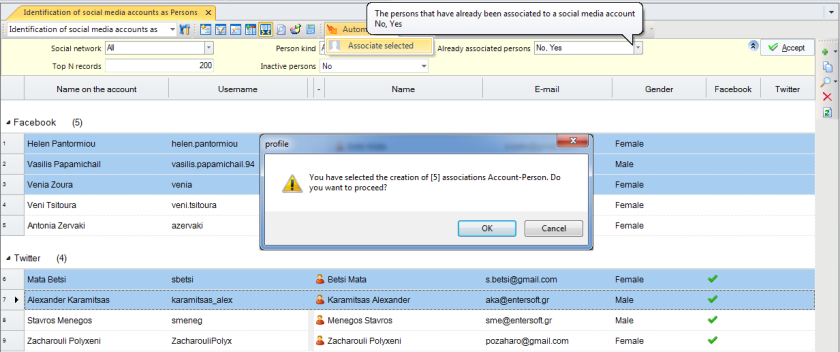 Identification of social media accounts as Persons
The persons that have already been associated to a social media account
No, Yes
Identification of social media accounts as
Associate selected
Social network All
Person kind
Already associated persons No, Yes
Accept
Top N records 200
Inactive persons No
Name on the account Username - Name E-mail Gender Facebook Twitter
Facebook (5)
1 Helen Pantormiou helen.pantormiou Female
2 Vasilis Papamichail vasilis.papamichail.94 Male
3 Venia Zoura venia Female
4 Veni Tsitoura veni.tsitoura Female
5 Antonia Zervaki azervaki Female
profile
You have selected the creation of [5] associations Account-Person. Do
you want to proceed?
OK Cancel
Twitter (4)
6 Mata Betsi sbetsi Betsi Mata s.betsi@gmail.com Female
7 Alexander Karamitsas karamitsas_alex Karamitsas Alexander aka@entersoft.gr Male
8 Stavros Menegos smeneg Menegos Stavros sme@entersoft.gr Male
9 Zacharouli Polyxeni ZacharouliPolyx Zacharouli Polyxeni pozaharo@gmail.com Female